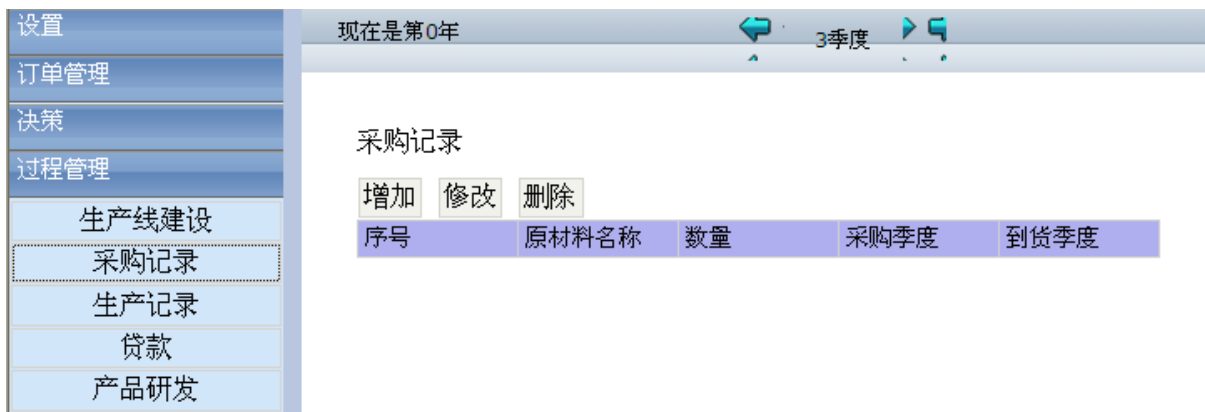 设置
订单管理
决策
过程管理
生产线建设
采购记录
生产记录
贷款
产品研发
现在是第0年 3季度
采购记录
增加 修改 删除
序号 原材料名称 数量 采购季度 到货季度